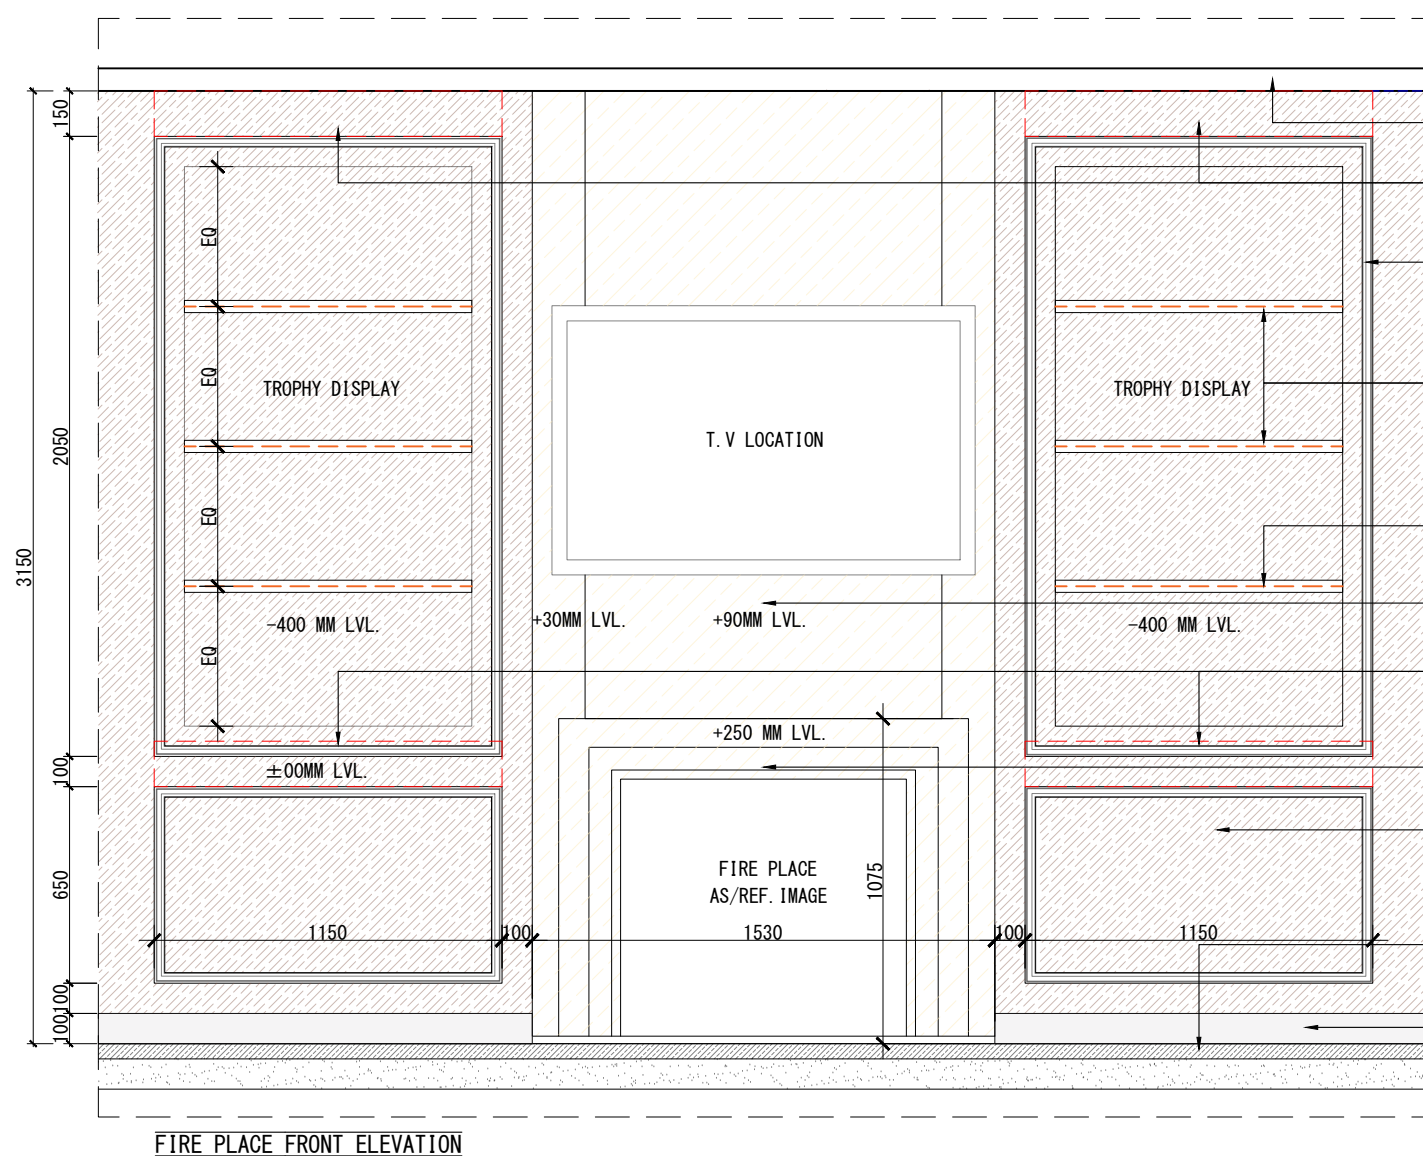 150
EQ
EQ
TROPHY DISPLAY
TROPHY DISPLAY
T.V LOCATION
2050
EQ
3150
-400 MM LVL.
+30MM LVL.
+90MM LVL.
-400 MM LVL.
EQ
+250 MM LVL.
100
±00MM LVL.
650
FIRE PLACE
AS/REF.IMAGE
1075
1150
100
1530
100
1150
100
100
FIRE PLACE FRONT ELEVATION